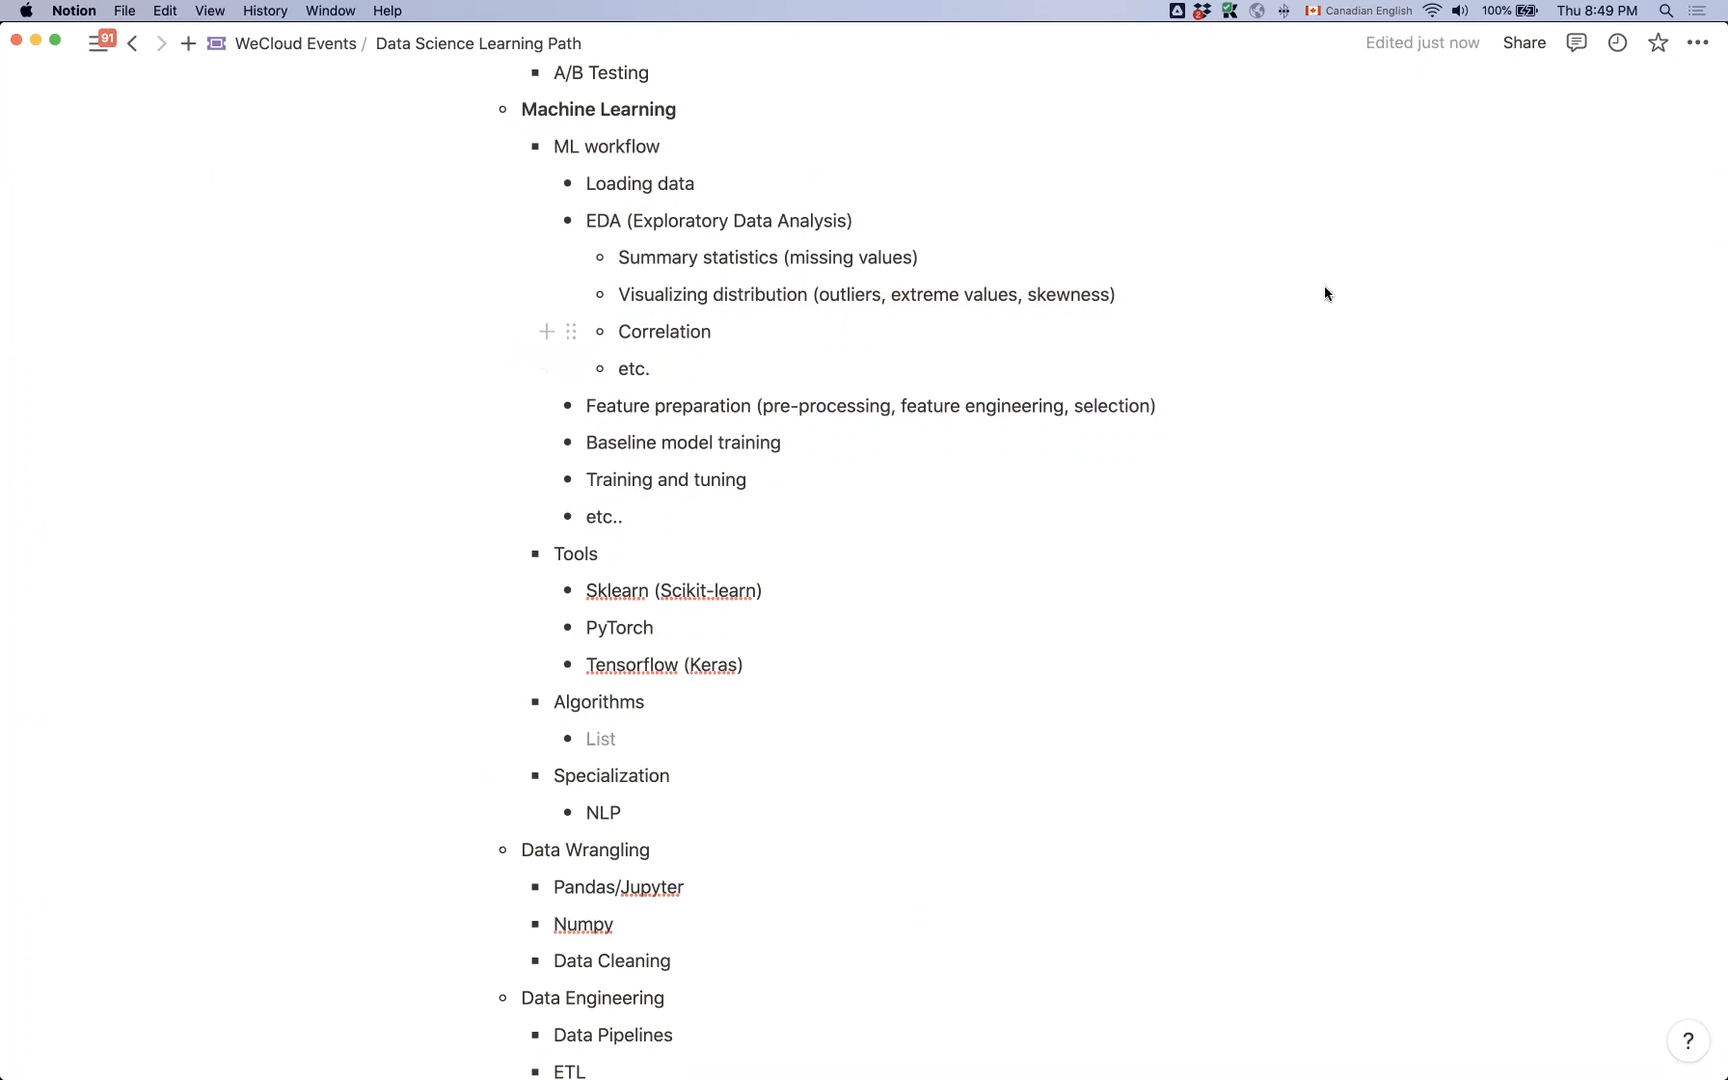 Notion File Edit View History Window Help 2 Canadian English 100% Thu 8:49 PM
91 WeCloud Events / Data Science Learning Path Edited just now Share
A/B Testing
Machine Learning
ML workflow
Loading data
EDA (Exploratory Data Analysis)
Summary statistics (missing values)
Visualizing distribution (outliers, extreme values, skewness)
Correlation
etc.
Feature preparation (pre-processing, feature engineering, selection)
Baseline model training
Training and tuning
etc..
Tools
Sklearn (Scikit-learn)
PyTorch
Tensorflow (Keras)
Algorithms
List
Specialization
NLP
Data Wrangling
Pandas/Jupyter
Numpy
Data Cleaning
Data Engineering
Data Pipelines
ETL
?